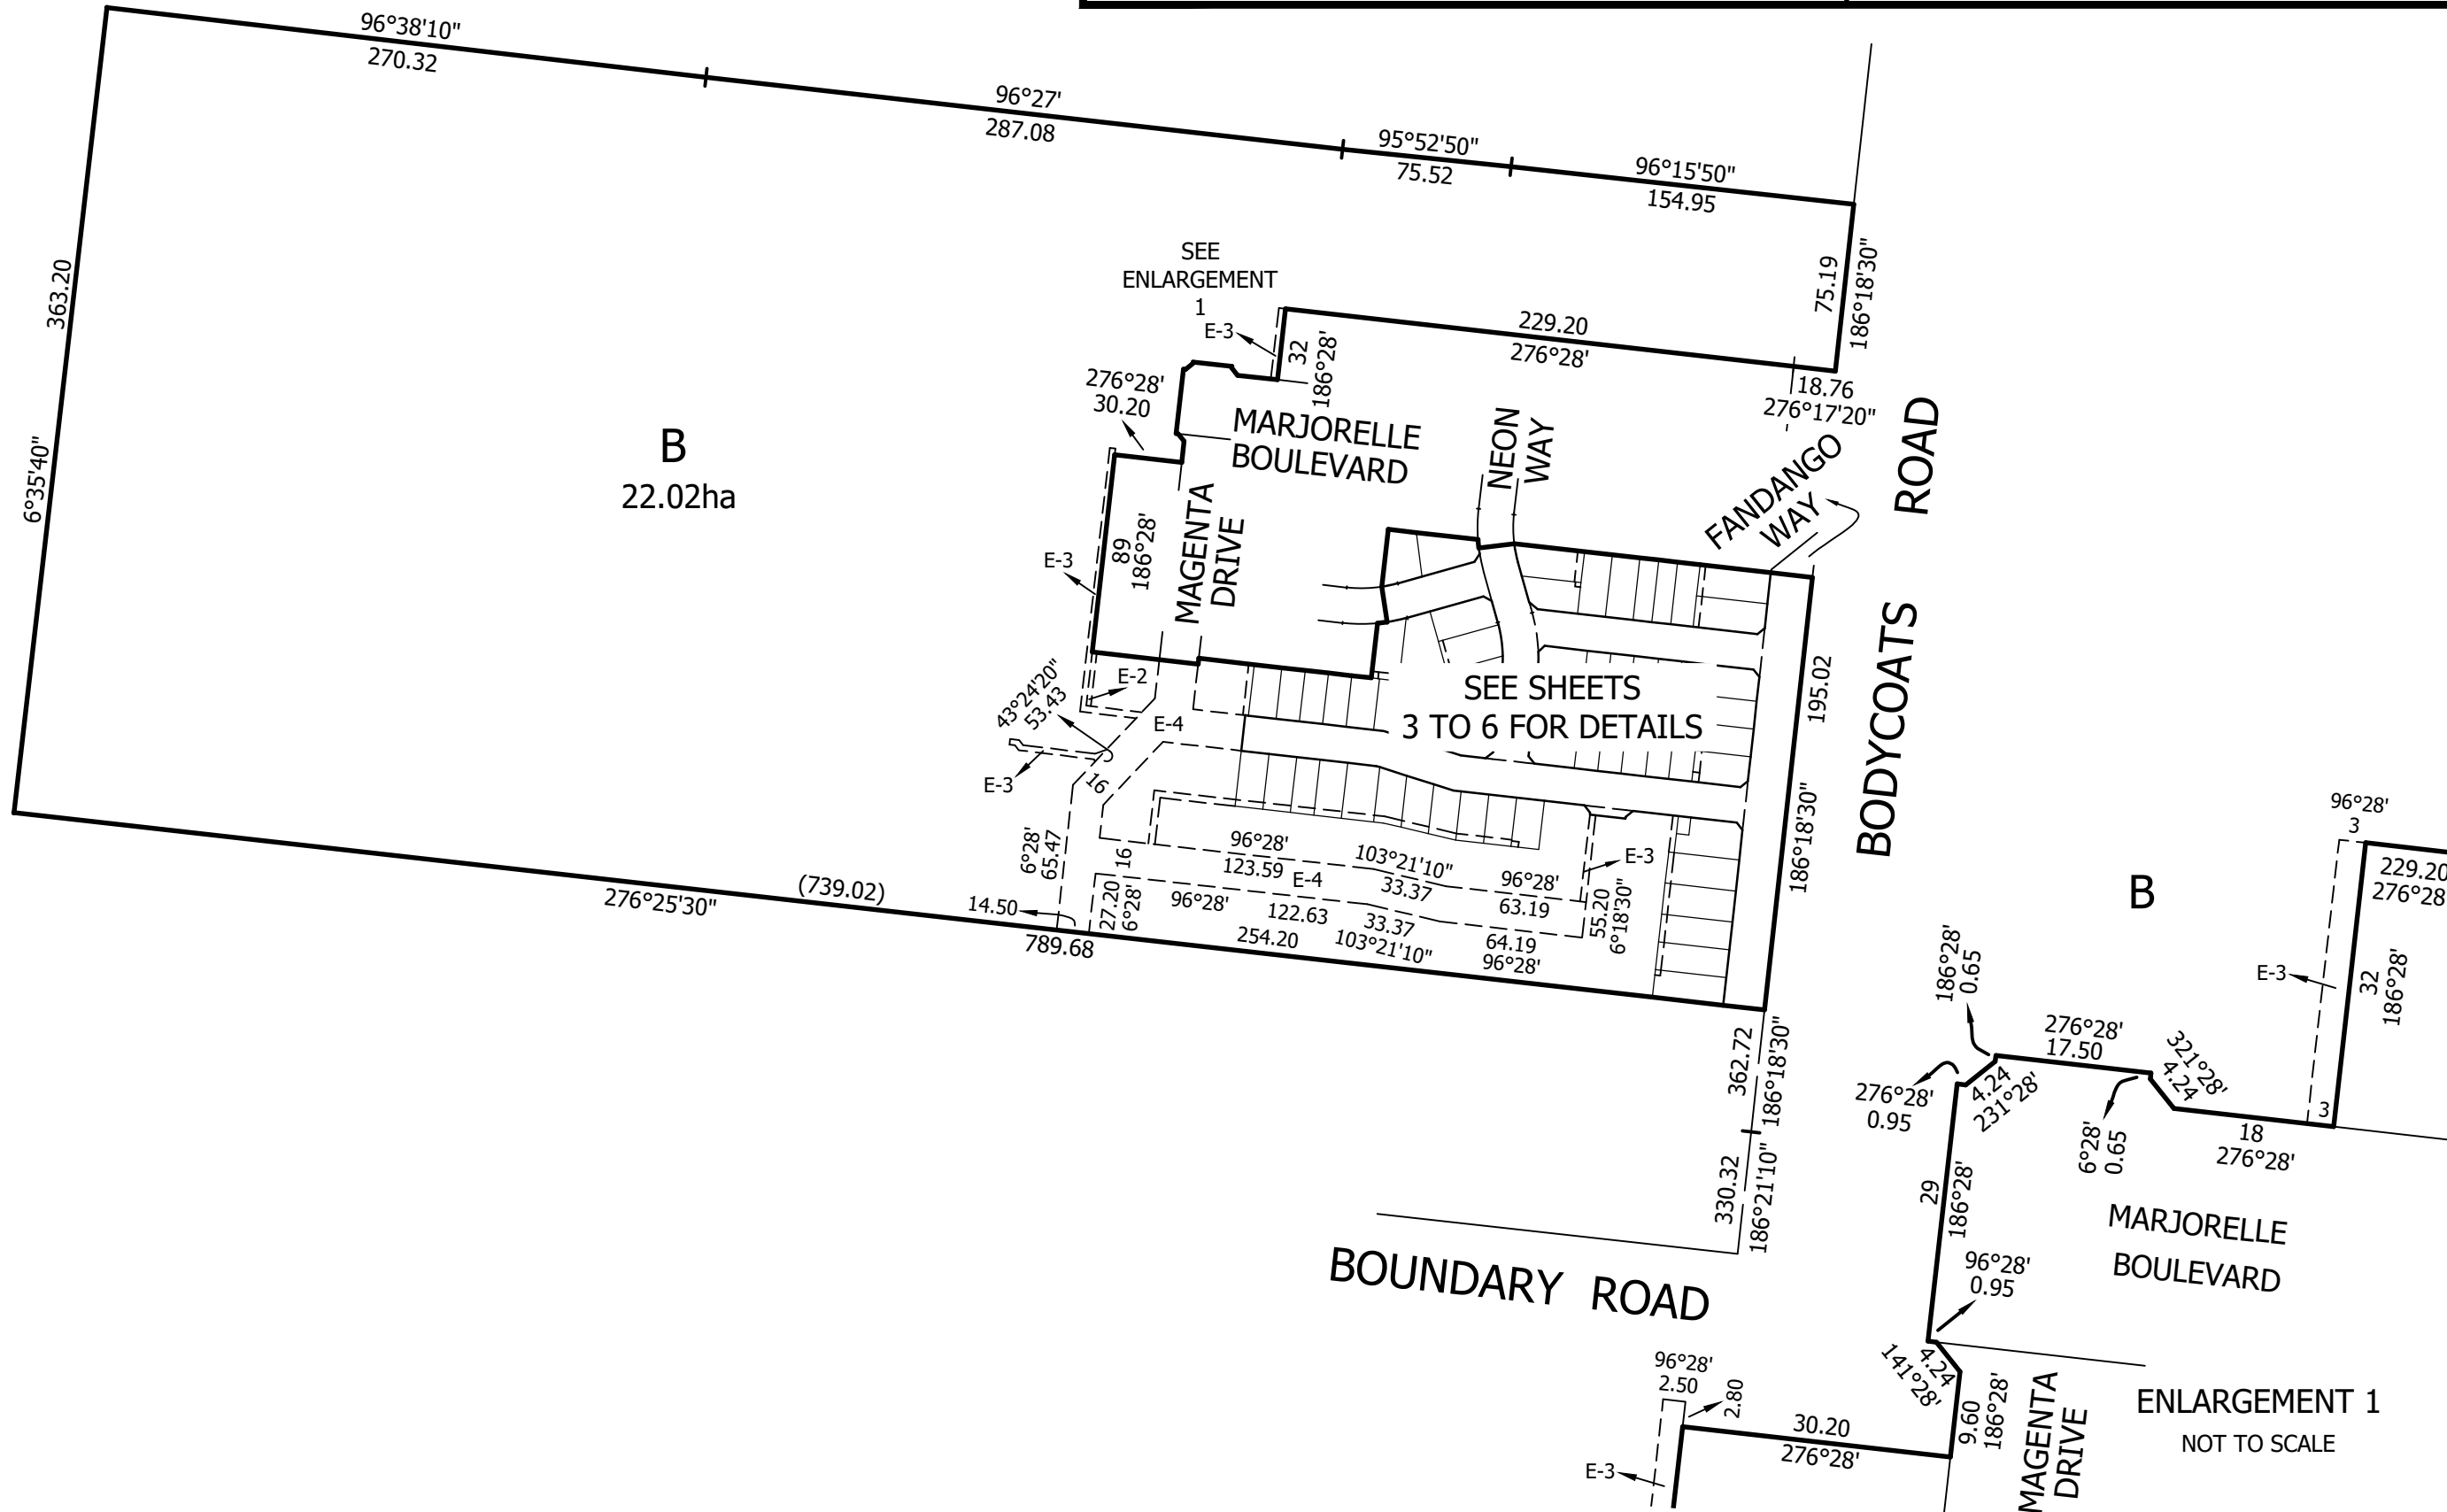 96°38'10"
270.32
96°27'
287.08
95°52'50"
75.52
96°15'50"
154.95
363.20
6°35'40"
B
22.02ha
SEE
ENLARGEMENT
1
E-3
32
186°28'
229.20
276°28'
75.19
186°18'30"
18.76
276°17'20"
276°28'
30.20
MARJORELLE
BOULEVARD
NEON
WAY
FANDANGO
WAY
BODYCOATS ROAD
E-3
89
186°28'
MAGENTA
DRIVE
E-2
43°24'20"
53.43
E-4
E-3
16
SEE SHEETS
3 TO 6 FOR DETAILS
195.02
186°18'30"
6°28'
65.47
16
96°28'
123.59
E-4
103°21'10"
33.37
96°28'
63.19
E-3
27.20
6°28'
96°28'
122.63
33.37
103°21'10"
64.19
96°28'
55.20
6°18'30"
14.50
254.20
(739.02)
276°25'30"
789.68
362.72
186°18'30"
330.32
186°21'10"
BOUNDARY ROAD
96°28'
3
229.20
276°28
B
E-3
32
186°28'
186°28'
0.65
276°28'
17.50
321°28'
4.24
276°28'
0.95
4.24
231°28'
6°28'
0.65
3
18
276°28'
29
186°28'
MARJORELLE
BOULEVARD
96°28'
0.95
4.24
141°28'
9.60
186°28'
MAGENTA
DRIVE
96°28'
2.50
2.80
30.20
276°28'
E-3
ENLARGEMENT 1
NOT TO SCALE